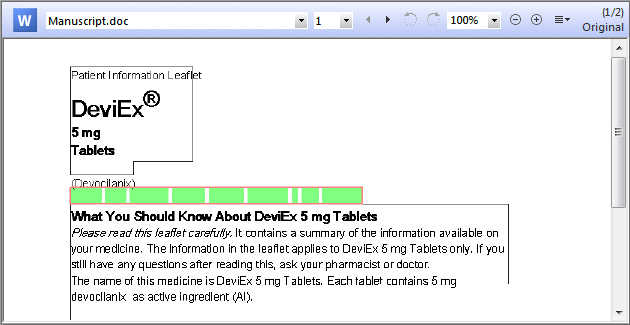 W Manuscript.doc 1 100% (1/2)
Original
Patient Information Leaflet
DeviEx®
5 mg
Tablets
(Devocilanix)
What You Should Know About DeviEx 5 mg Tablets
Please read this leaflet carefully. It contains a summary of the information available on
your medicine. The Information in the leaflet applies to DeviEx 5 mg Tablets only. If you
still have any questions after reading this, ask your pharmacist or doctor.
The name of this medicine is DeviEx 5 mg Tablets. Each tablet contains 5 mg
devocilanix as active ingredient (AI).